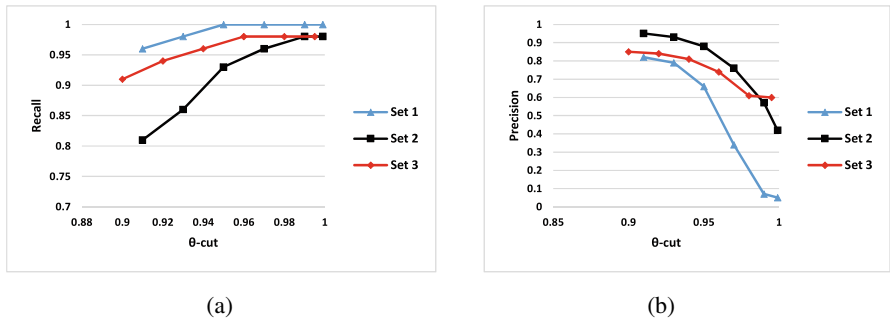 1
0.95
0.9
0.85
0.8
0.75
0.7
0.88 0.9 0.92 0.94 0.96 0.98 1
Recall
θ-cut
Set 1
Set 2
Set 3
(a)
1
0.9
0.8
0.7
0.6
0.5
0.4
0.3
0.2
0.1
0
0.85 0.9 0.95 1
Precision
θ-cut
Set 1
Set 2
Set 3
(b)